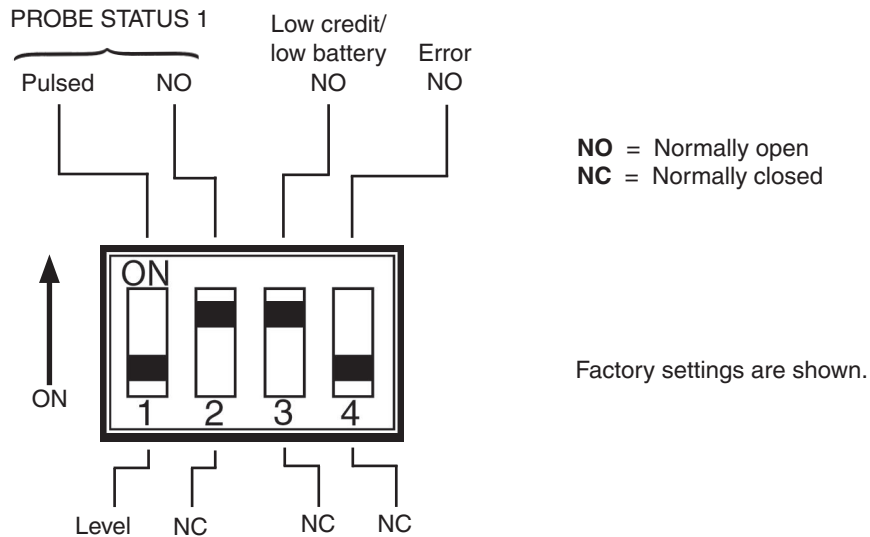 PROBE STATUS 1
Pulsed
NO
Low credit/
low battery
NO
Error
NO
NO = Normally open
NC = Normally closed
ON
ON
1 2 3 4
Factory settings are shown.
Level
NC
NC
NC